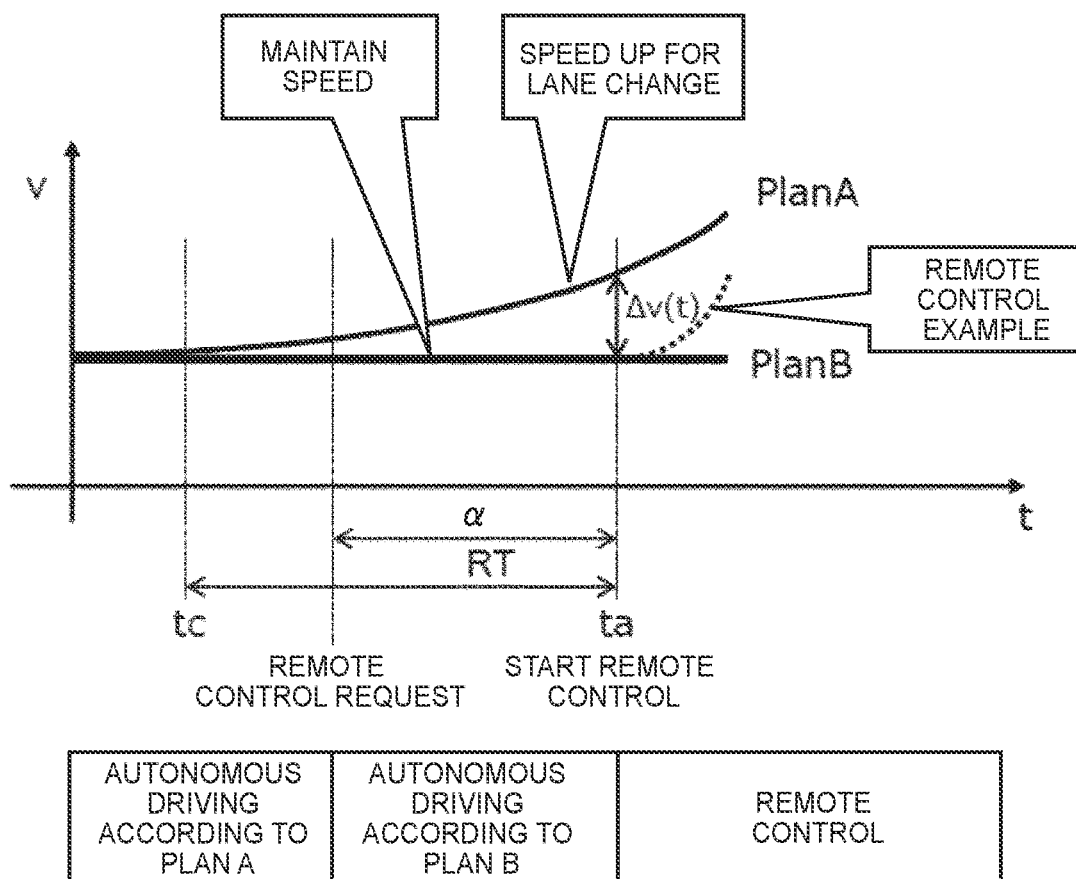 MAINTAIN
SPEED
SPEED UP FOR
LANE CHANGE
v
PlanA
REMOTE
CONTROL
EXAMPLE
Δv(t)
PlanB
t
α
RT
tc
ta
REMOTE
CONTROL REQUEST
START REMOTE
CONTROL
AUTONOMOUS
DRIVING
ACCORDING TO
PLAN A
AUTONOMOUS
DRIVING
ACCORDING TO
PLAN B
REMOTE
CONTROL